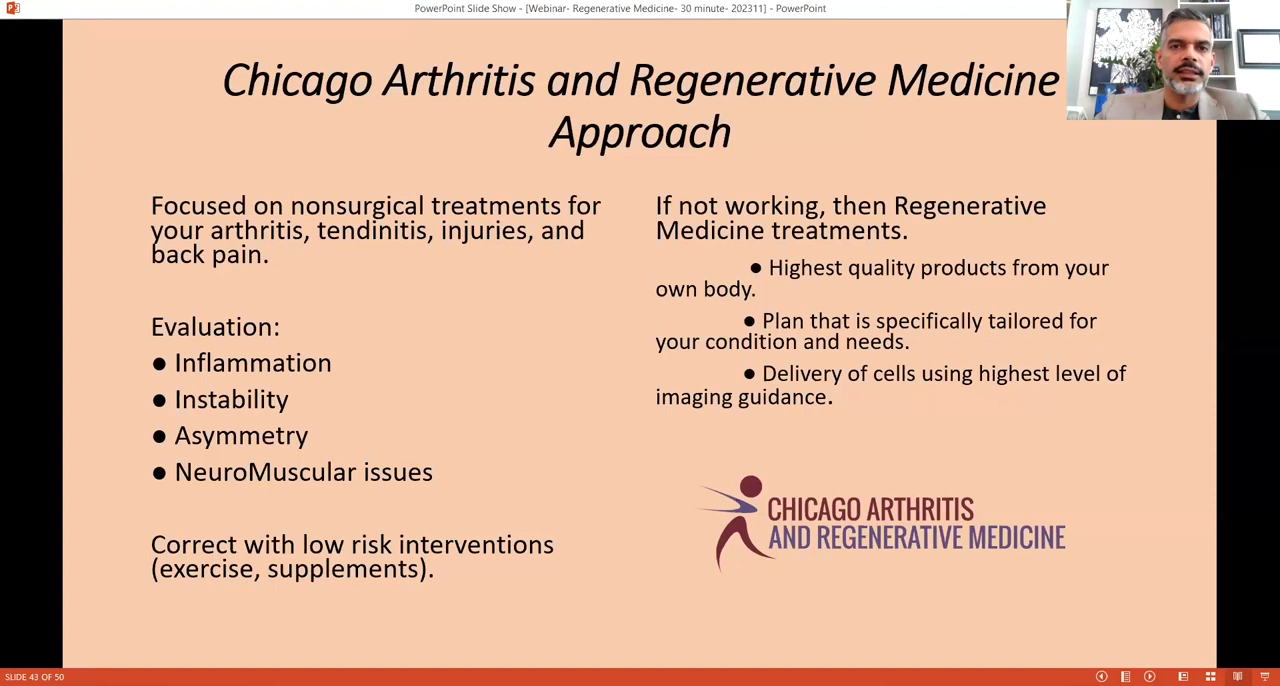 PowerPoint Slide Show - [Webinar- Regenerative Medicine- 30 minute- 202311] - PowerPoint
Chicago Arthritis and Regenerative Medicine
Approach
Focused on nonsurgical treatments for
your arthritis, tendinitis, injuries, and
back pain.
Evaluation:
● Inflammation
● Instability
● Asymmetry
● NeuroMuscular issues
Correct with low risk interventions
(exercise, supplements).
If not working, then Regenerative
Medicine treatments.
● Highest quality products from your
own body.
● Plan that is specifically tailored for
your condition and needs.
● Delivery of cells using highest level of
imaging guidance.
CHICAGO ARTHRITIS
AND REGENERATIVE MEDICINE
SLIDE 43 OF 50